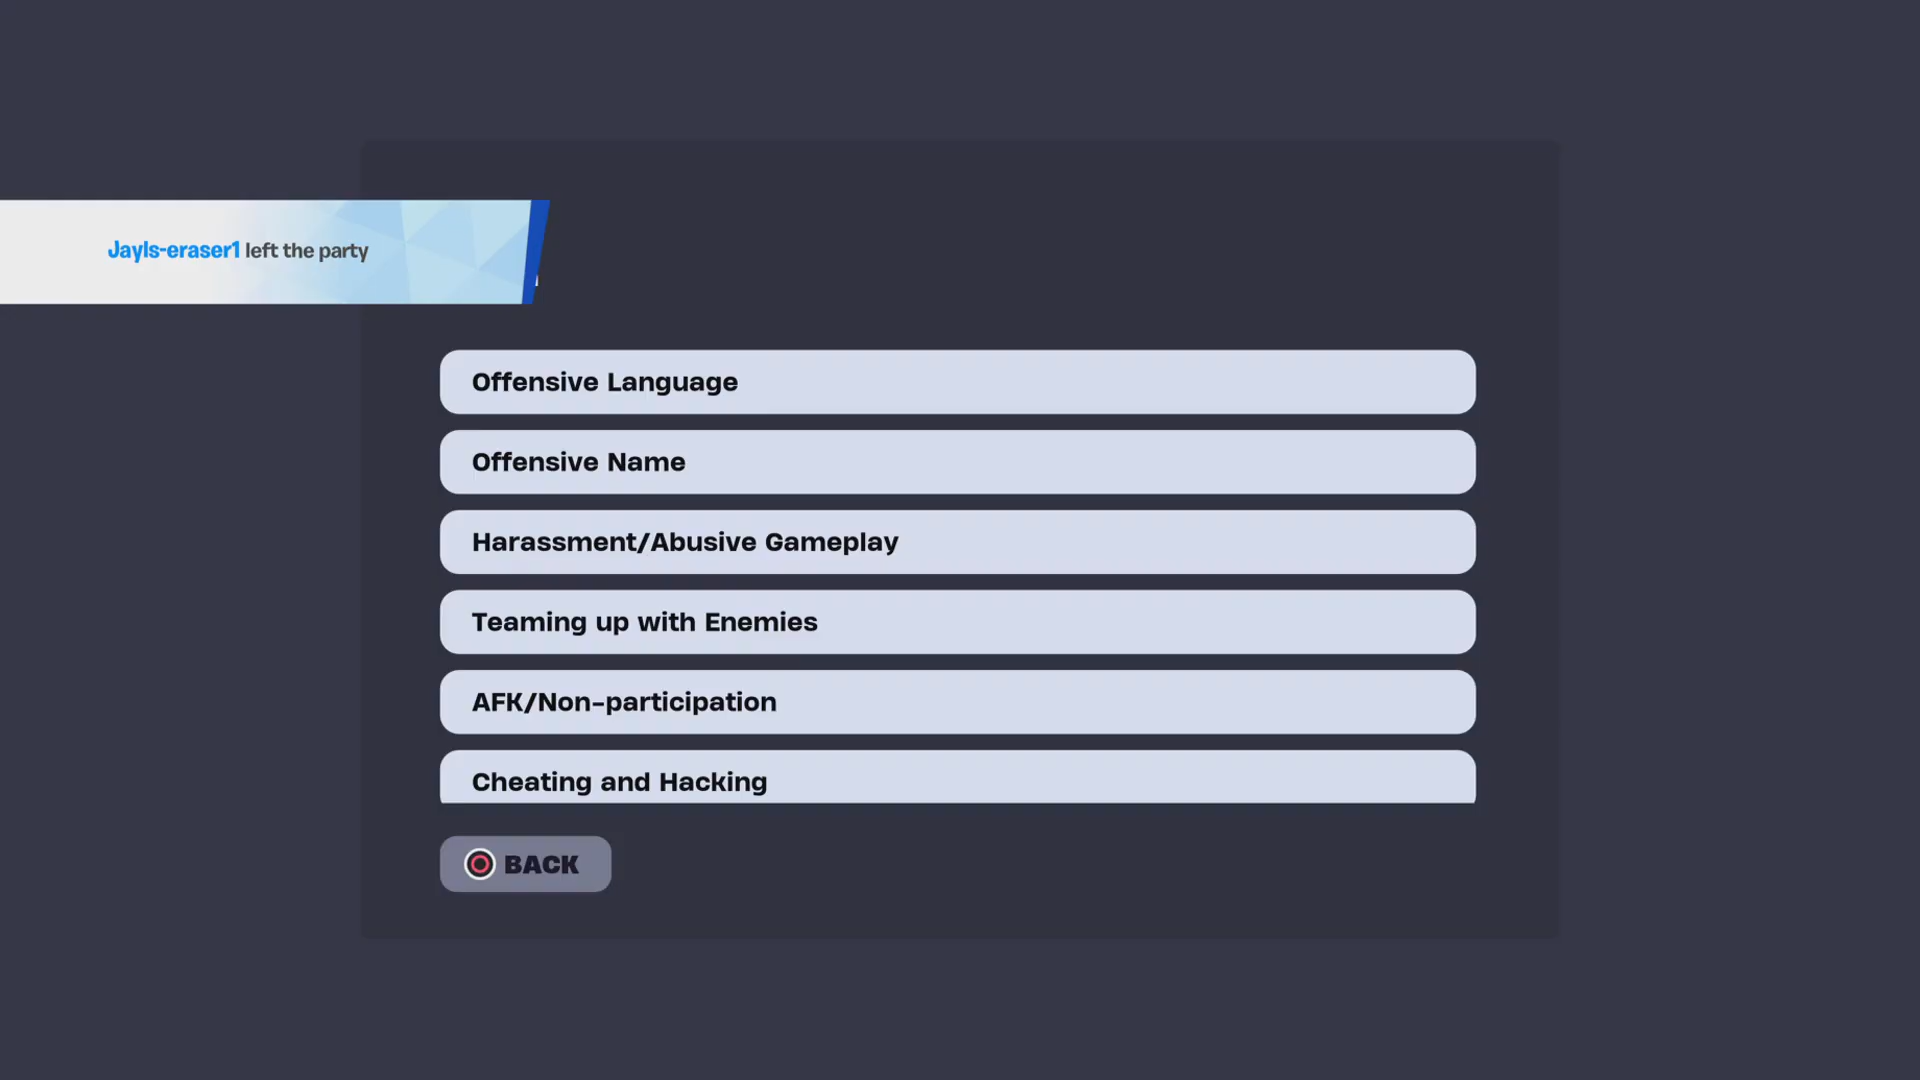 JayIs-eraser1 left the party
Offensive Language
Offensive Name
Harassment/Abusive Gameplay
Teaming up with Enemies
AFK/Non-participation
Cheating and Hacking
BACK